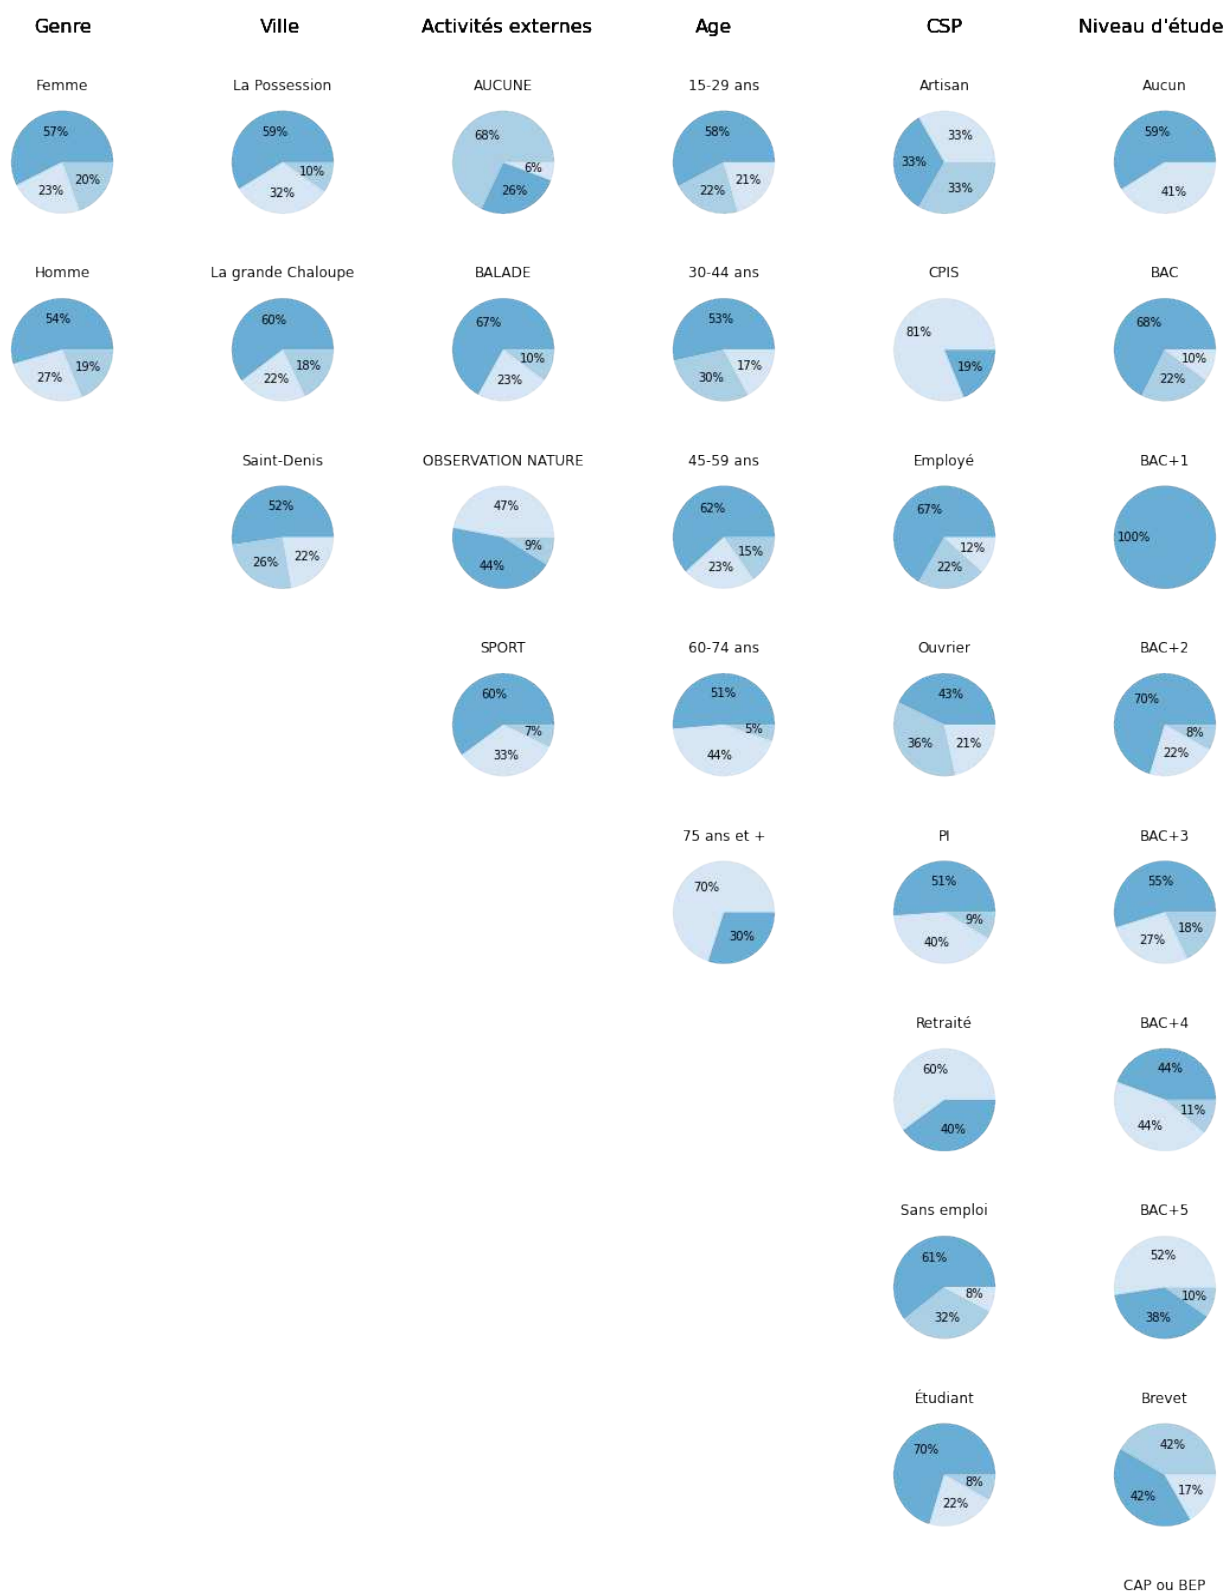 Genre Ville Activités externes Age CSP Niveau d'étude
Femme La Possession AUCUNE 15-29 ans Artisan Aucun
57% 23% 20% 59% 10% 32% 68% 6% 26% 58% 22% 21% 33% 33% 33% 59% 41%
Homme La grande Chaloupe BALADE 30-44 ans CPIS BAC
54% 27% 19% 60% 22% 18% 67% 10% 23% 53% 30% 17% 81% 19% 68% 10% 22%
Saint-Denis OBSERVATION NATURE 45-59 ans Employé BAC+1
52% 26% 22% 47% 9% 44% 62% 15% 23% 67% 12% 22% 100%
SPORT 60-74 ans Ouvrier BAC+2
60% 7% 33% 51% 5% 44% 43% 36% 21% 70% 8% 22%
75 ans et + PI BAC+3
70% 30% 51% 9% 40% 55% 27% 18%
Retraité BAC+4
60% 40% 44% 11% 44%
Sans emploi BAC+5
61% 8% 32% 52% 10% 38%
Étudiant Brevet
70% 8% 22% 42% 42% 17%
CAP ou BEP